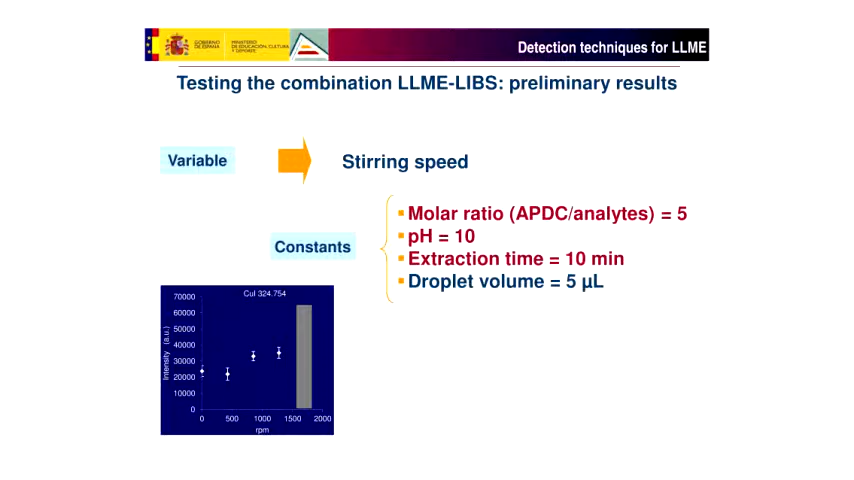 GOBIERNO
DE ESPAÑA
MINISTERIO
DE EDUCACIÓN, CULTURA
Y DEPORTE
Detection techniques for LLME
Testing the combination LLME-LIBS: preliminary results
Variable
Stirring speed
Constants
▪ Molar ratio (APDC/analytes) = 5
▪ pH = 10
▪ Extraction time = 10 min
▪ Droplet volume = 5 µL
CuI 324.754
70000
60000
50000
40000
30000
20000
10000
0
Intensity (a.u.)
0 500 1000 1500 2000
rpm